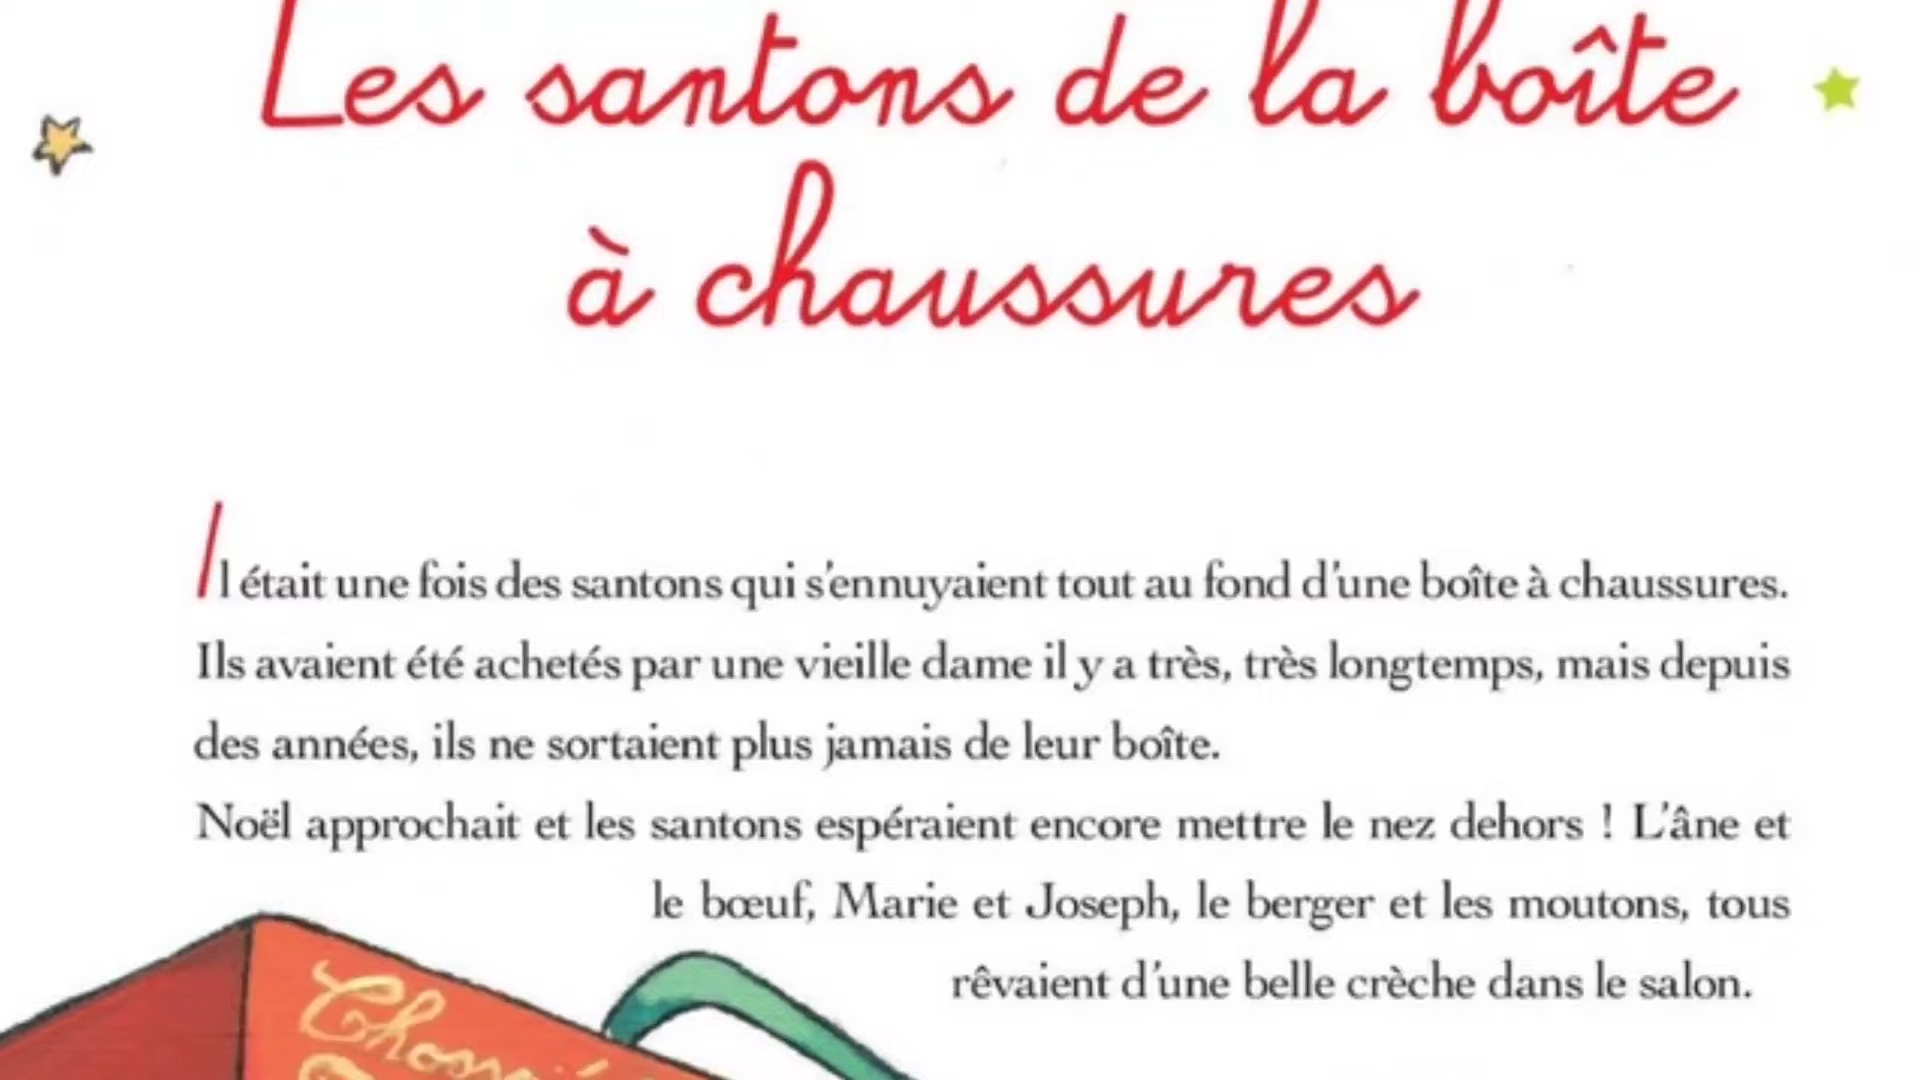 Les santons de la boîte
à chaussures
Il était une fois des santons qui s'ennuyaient tout au fond d'une boîte à chaussures.
Ils avaient été achetés par une vieille dame il y a très, très longtemps, mais depuis
des années, ils ne sortaient plus jamais de leur boîte.
Noël approchait et les santons espéraient encore mettre le nez dehors ! L'âne et
le bœuf, Marie et Joseph, le berger et les moutons, tous
rêvaient d'une belle crèche dans le salon.